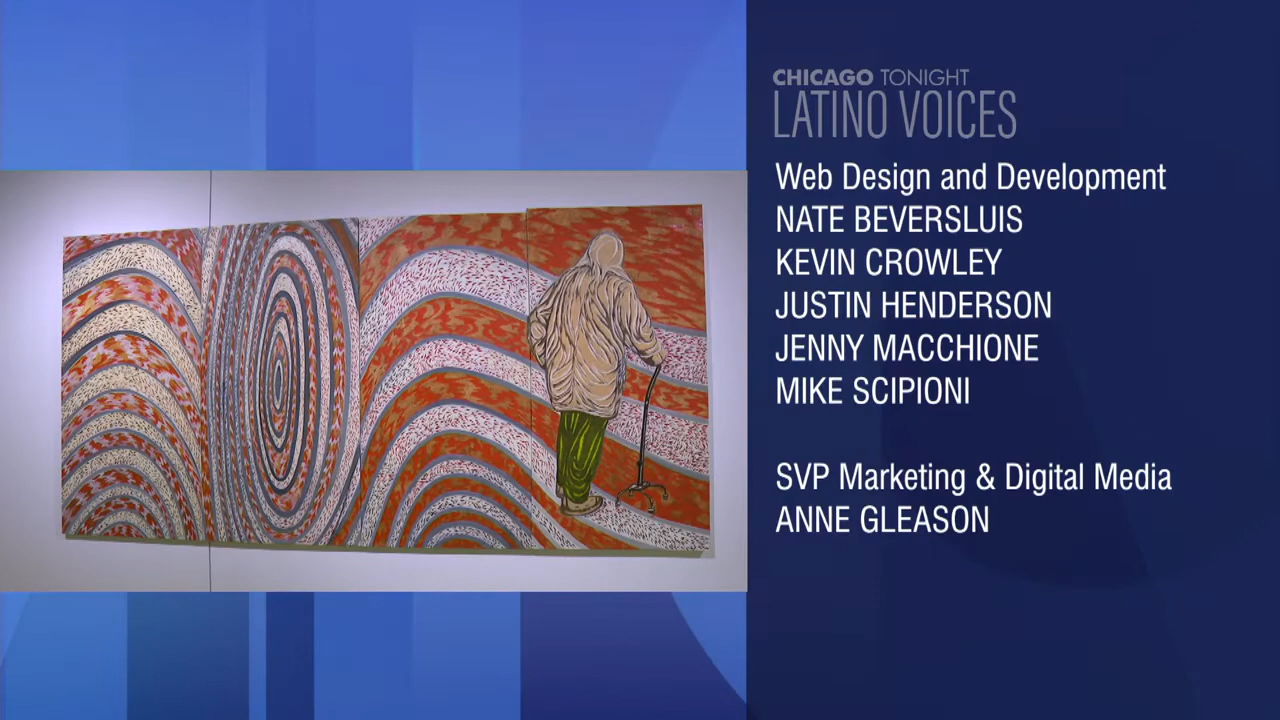 CHICAGO TONIGHT
LATINO VOICES
Web Design and Development
NATE BEVERSLUIS
KEVIN CROWLEY
JUSTIN HENDERSON
JENNY MACCHIONE
MIKE SCIPIONI
SVP Marketing & Digital Media
ANNE GLEASON